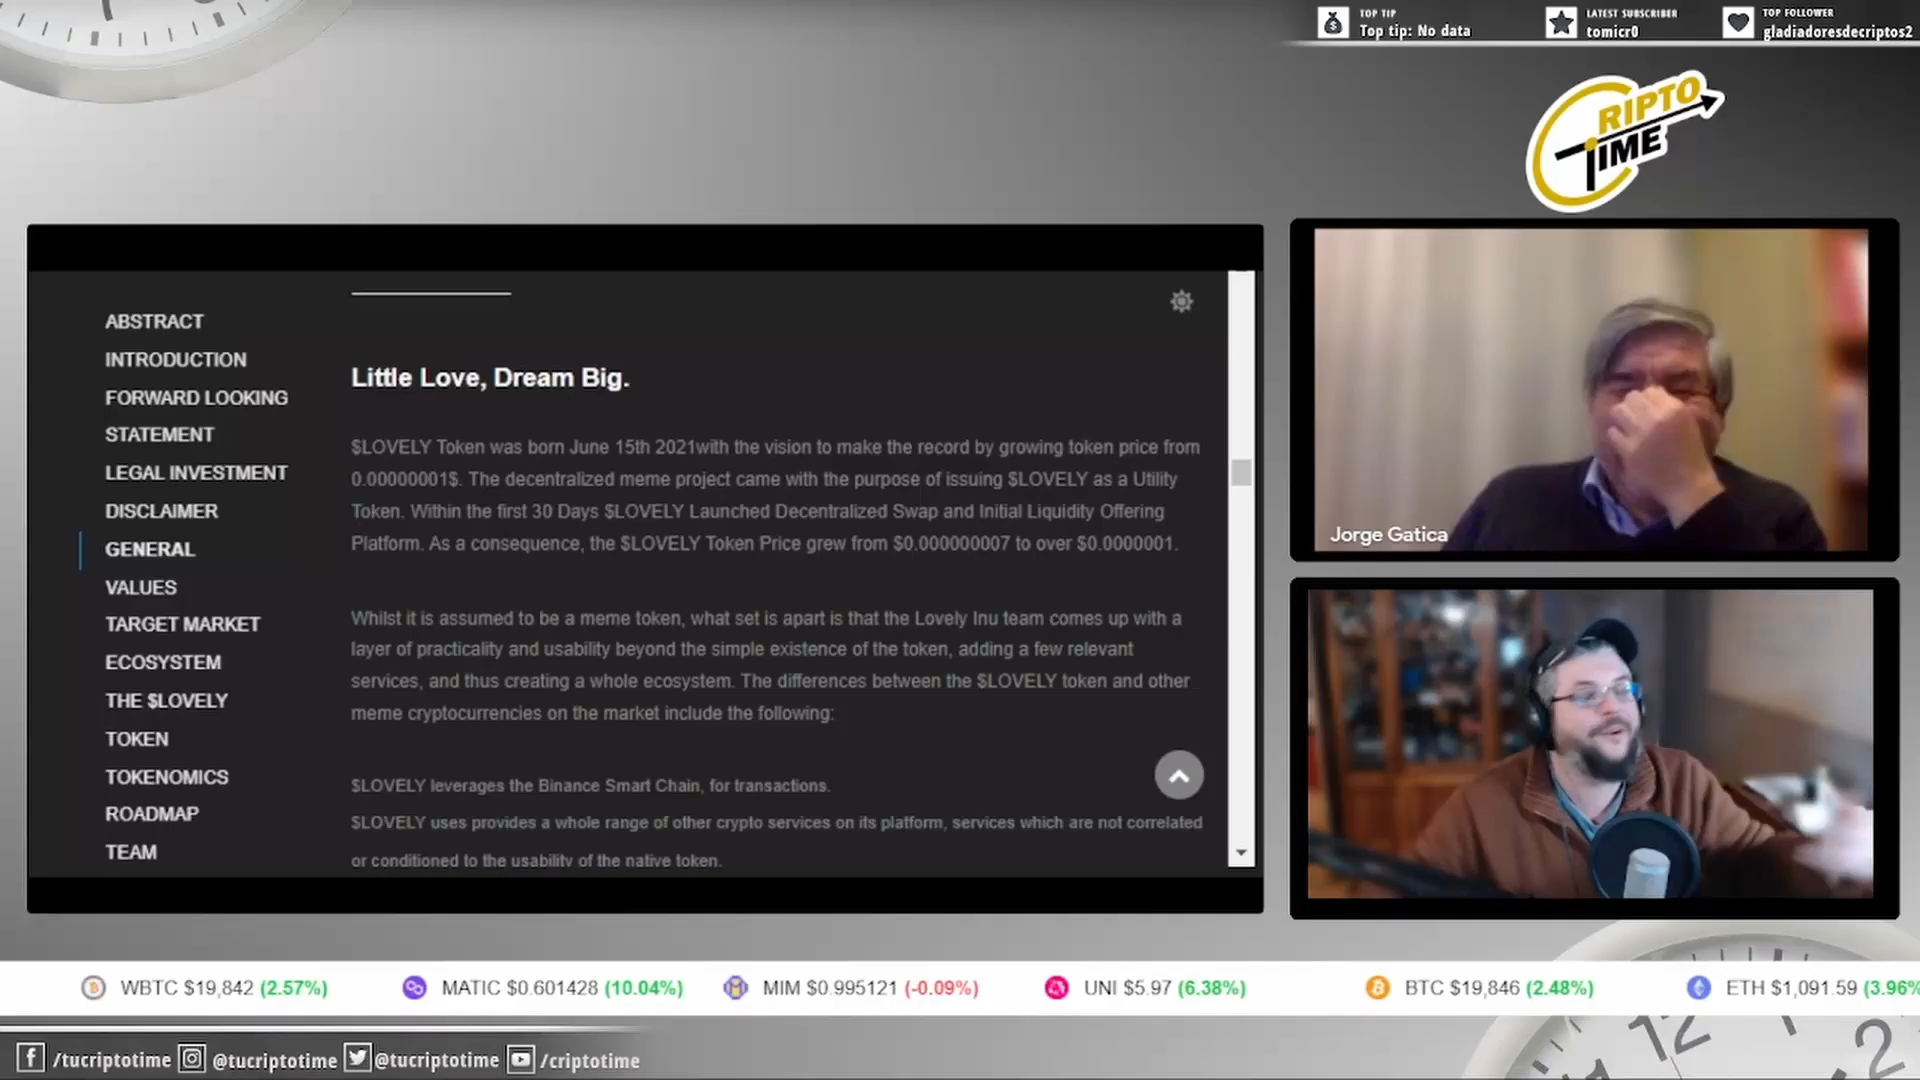 TOP TIP
Top tip: No data
LATEST SUBSCRIBER
tomicr0
TOP FOLLOWER
gladiadoresdecriptos2
CRIPTO
TIME
ABSTRACT
INTRODUCTION
FORWARD LOOKING
STATEMENT
LEGAL INVESTMENT
DISCLAIMER
GENERAL
VALUES
TARGET MARKET
ECOSYSTEM
THE $LOVELY
TOKEN
TOKENOMICS
ROADMAP
TEAM
Little Love, Dream Big.
$LOVELY Token was born June 15th 2021with the vision to make the record by growing token price from
0.00000001$. The decentralized meme project came with the purpose of issuing $LOVELY as a Utility
Token. Within the first 30 Days $LOVELY Launched Decentralized Swap and Initial Liquidity Offering
Platform. As a consequence, the $LOVELY Token Price grew from $0.000000007 to over $0.0000001.
Whilst it is assumed to be a meme token, what set is apart is that the Lovely Inu team comes up with a
layer of practicality and usability beyond the simple existence of the token, adding a few relevant
services, and thus creating a whole ecosystem. The differences between the $LOVELY token and other
meme cryptocurrencies on the market include the following:
$LOVELY leverages the Binance Smart Chain, for transactions.
$LOVELY uses provides a whole range of other crypto services on its platform, services which are not correlated
or conditioned to the usability of the native token.
Jorge Gatica
WBTC $19,842 (2.57%)
MATIC $0.601428 (10.04%)
MIM $0.995121 (-0.09%)
UNI $5.97 (6.38%)
BTC $19,846 (2.48%)
ETH $1,091.59 (3.96%
/tucriptotime
@tucriptotime
@tucriptotime
/criptotime
12
1
2